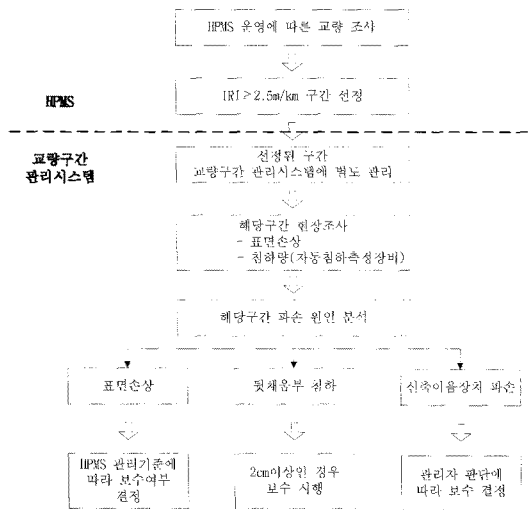 HPMS 운영에 따른 교량 조사
IRI≥2.5m/km 구간 선정
HPMS
교량구간
관리시스템
선정된 구간
교량구간 관리시스템에 별도 관리
해당구간 현장조사
- 표면손상
- 침하량(자동침하측정장비)
해당구간 파손 원인 분석
표면손상
뒷채움부 침하
신축이음장치 파손
HPMS 관리기준에
따라 보수여부
결정
2cm이상인 경우
보수 시행
관리자 판단에
따라 보수 결정